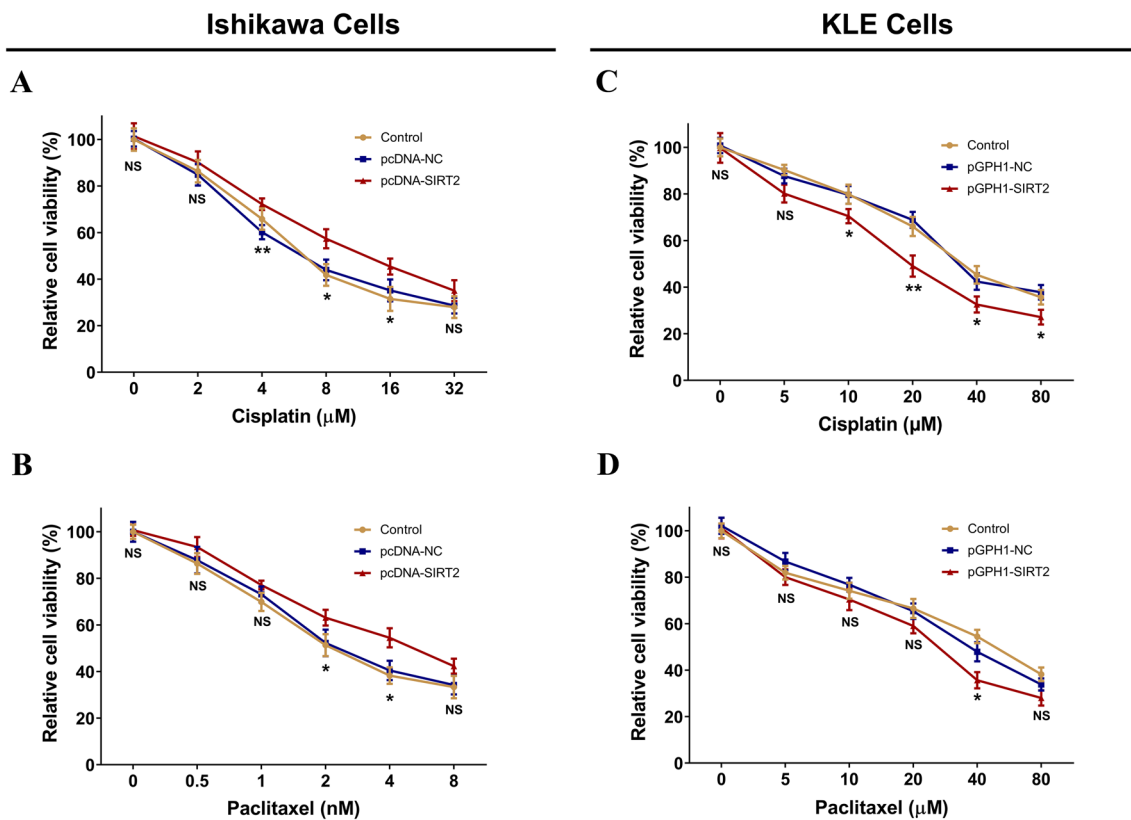 Ishikawa Cells
KLE Cells
A
Relative cell viability (%)
100
80
60
40
20
0
Control
pcDNA-NC
pcDNA-SIRT2
NS
NS
**
*
*
NS
0 2 4 8 16 32
Cisplatin (μM)
C
Relative cell viability (%)
100
80
60
40
20
0
Control
pGPH1-NC
pGPH1-SIRT2
NS
NS
*
**
*
*
0 5 10 20 40 80
Cisplatin (μM)
B
Relative cell viability (%)
100
80
60
40
20
0
Control
pcDNA-NC
pcDNA-SIRT2
NS
NS
NS
*
*
NS
0 0.5 1 2 4 8
Paclitaxel (nM)
D
Relative cell viability (%)
100
80
60
40
20
0
Control
pGPH1-NC
pGPH1-SIRT2
NS
NS
NS
NS
*
NS
0 5 10 20 40 80
Paclitaxel (μM)